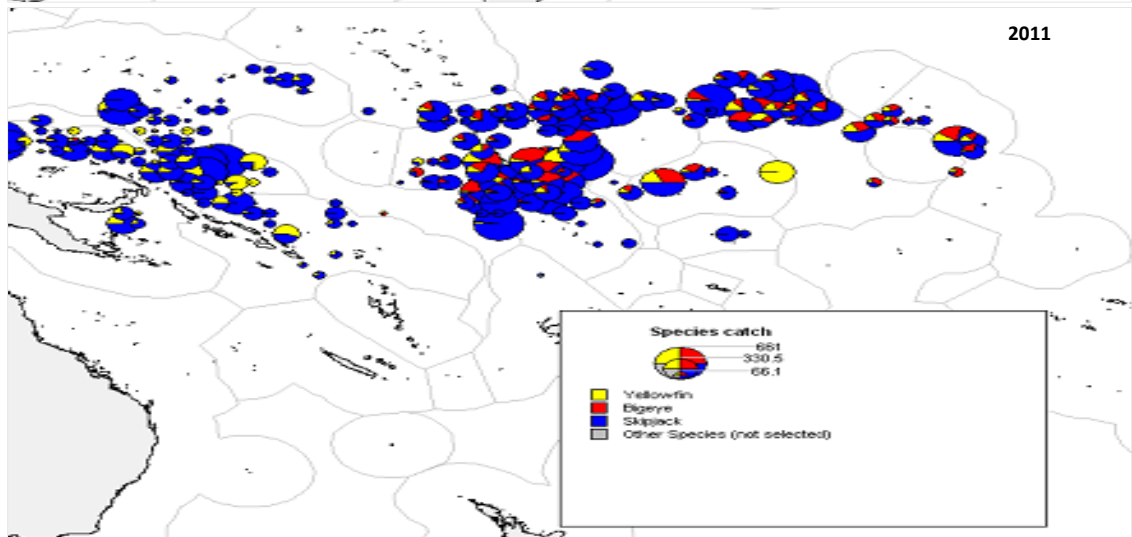 2011
Species catch
661
330.5
66.1
Yellowfin
Bigeye
Skipjack
Other Species (not selected)